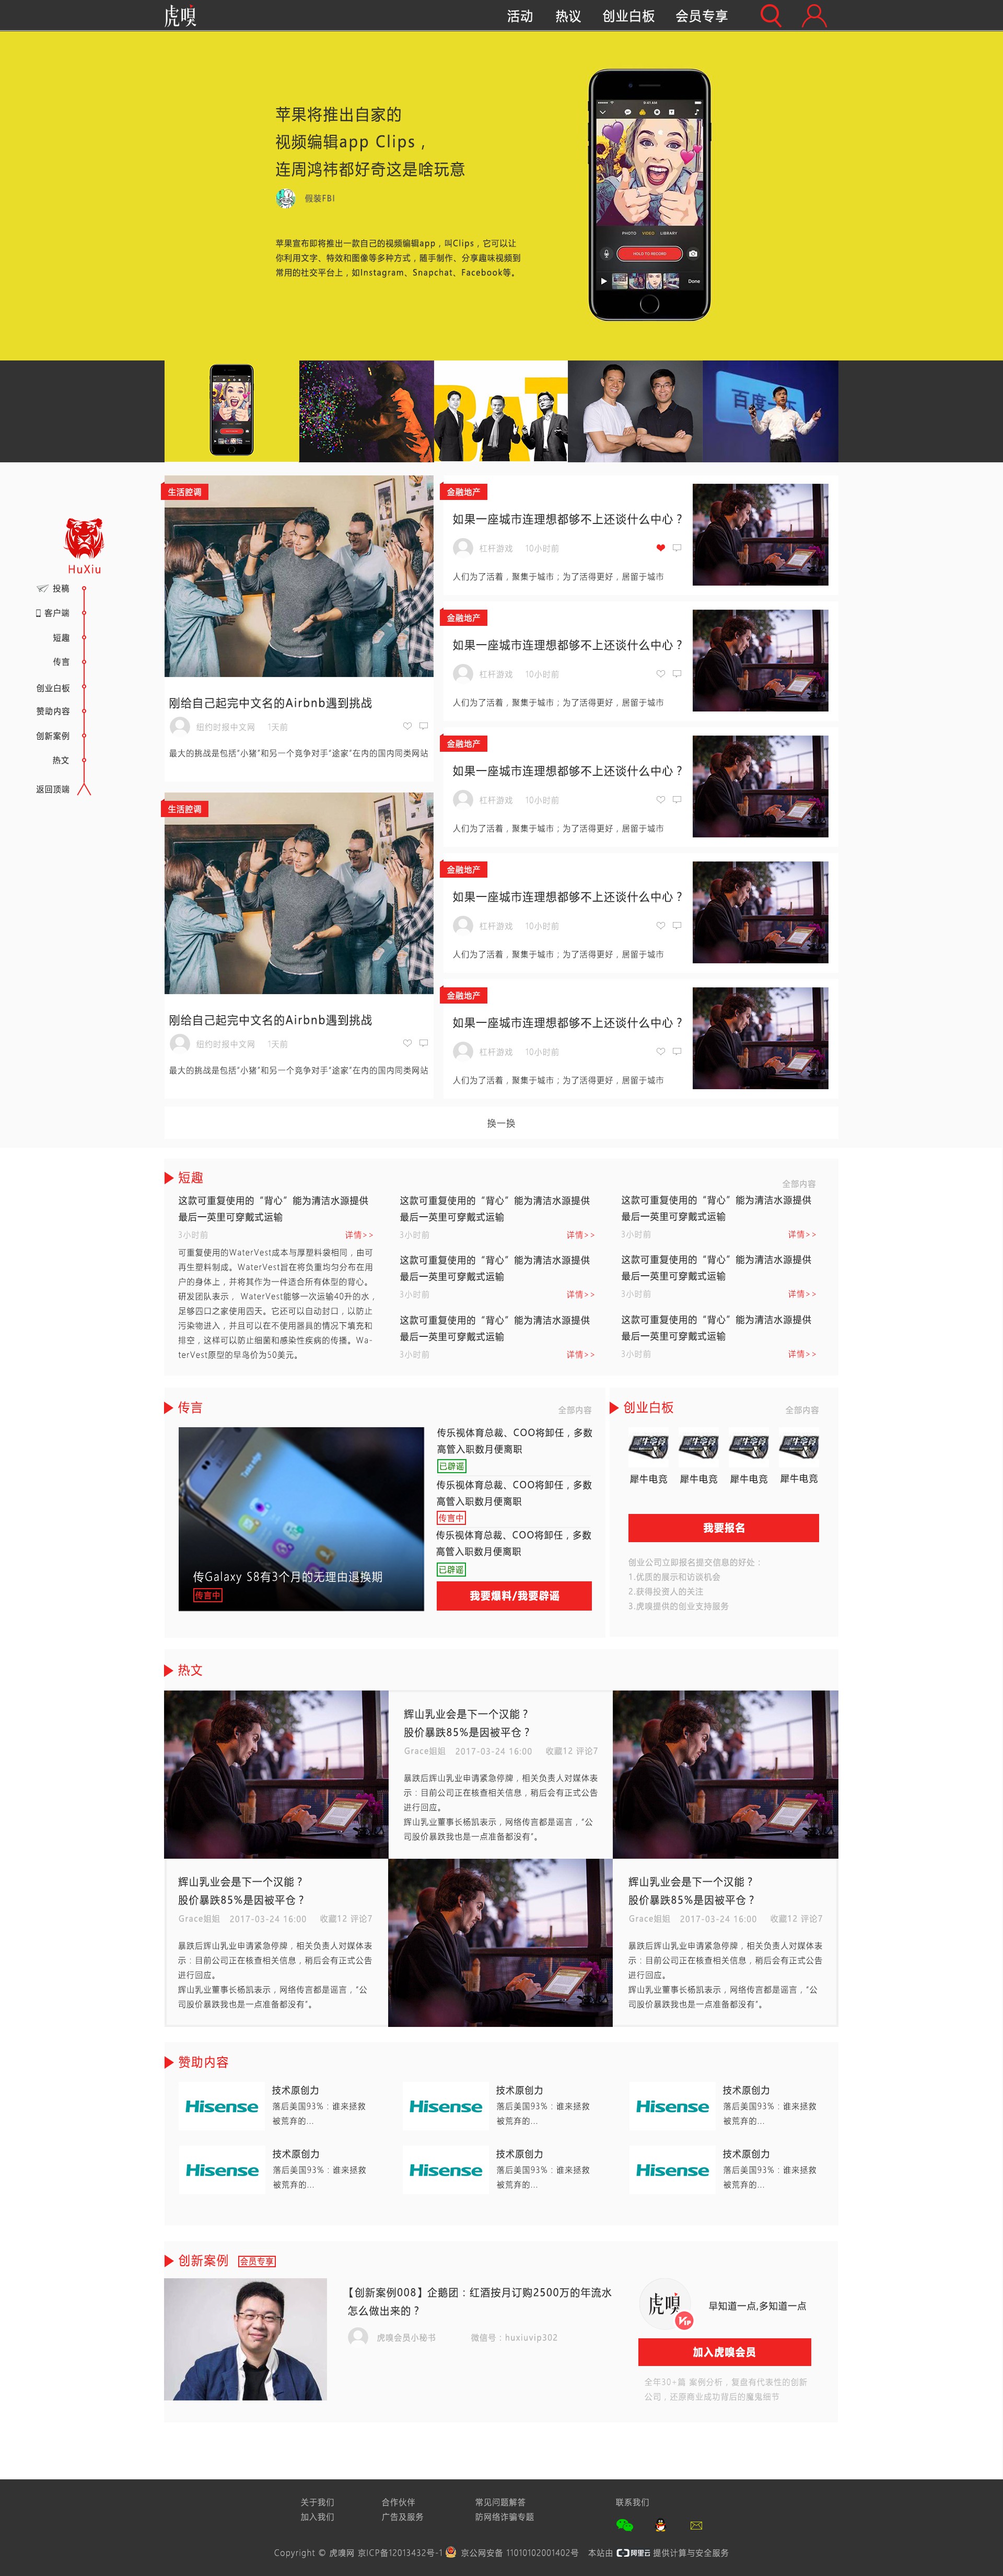 虎嗅
活动
热议
创业白板
会员专享
苹果将推出自家的
视频编辑app Clips，
连周鸿祎都好奇这是啥玩意
假装FBI
苹果宣布即将推出一款自己的视频编辑app，叫Clips，它可以让
你利用文字、特效和图像等多种方式，随手制作、分享趣味视频到
常用的社交平台上，如Instagram、Snapchat、Facebook等。
9:41 AM
PHOTO VIDEO LIBRARY
HOLD TO RECORD
Done
BAT
百度
HuXiu
投稿
客户端
短趣
传言
创业白板
赞助内容
创新案例
热文
返回顶端
生活腔调
刚给自己起完中文名的Airbnb遇到挑战
纽约时报中文网 1天前
最大的挑战是包括“小猪”和另一个竞争对手“途家”在内的国内同类网站
生活腔调
刚给自己起完中文名的Airbnb遇到挑战
纽约时报中文网 1天前
最大的挑战是包括“小猪”和另一个竞争对手“途家”在内的国内同类网站
金融地产
如果一座城市连理想都够不上还谈什么中心？
杠杆游戏 10小时前
人们为了活着，聚集于城市；为了活得更好，居留于城市
金融地产
如果一座城市连理想都够不上还谈什么中心？
杠杆游戏 10小时前
人们为了活着，聚集于城市；为了活得更好，居留于城市
金融地产
如果一座城市连理想都够不上还谈什么中心？
杠杆游戏 10小时前
人们为了活着，聚集于城市；为了活得更好，居留于城市
金融地产
如果一座城市连理想都够不上还谈什么中心？
杠杆游戏 10小时前
人们为了活着，聚集于城市；为了活得更好，居留于城市
金融地产
如果一座城市连理想都够不上还谈什么中心？
杠杆游戏 10小时前
人们为了活着，聚集于城市；为了活得更好，居留于城市
换一换
短趣
全部内容
这款可重复使用的“背心”能为清洁水源提供
最后一英里可穿戴式运输
3小时前 详情>>
可重复使用的WaterVest成本与厚塑料袋相同，由可
再生塑料制成。WaterVest旨在将负重均匀分布在用
户的身体上，并将其作为一件适合所有体型的背心。
研发团队表示， WaterVest能够一次运输40升的水，
足够四口之家使用四天。它还可以自动封口，以防止
污染物进入，并且可以在不使用器具的情况下填充和
排空，这样可以防止细菌和感染性疾病的传播。Wa-
terVest原型的早鸟价为50美元。
这款可重复使用的“背心”能为清洁水源提供
最后一英里可穿戴式运输
3小时前 详情>>
这款可重复使用的“背心”能为清洁水源提供
最后一英里可穿戴式运输
3小时前 详情>>
这款可重复使用的“背心”能为清洁水源提供
最后一英里可穿戴式运输
3小时前 详情>>
这款可重复使用的“背心”能为清洁水源提供
最后一英里可穿戴式运输
3小时前 详情>>
这款可重复使用的“背心”能为清洁水源提供
最后一英里可穿戴式运输
3小时前 详情>>
这款可重复使用的“背心”能为清洁水源提供
最后一英里可穿戴式运输
3小时前 详情>>
传言
全部内容
传Galaxy S8有3个月的无理由退换期
传言中
传乐视体育总裁、COO将卸任，多数
高管入职数月便离职
已辟谣
传乐视体育总裁、COO将卸任，多数
高管入职数月便离职
传言中
传乐视体育总裁、COO将卸任，多数
高管入职数月便离职
已辟谣
我要爆料/我要辟谣
创业白板
全部内容
犀牛电竞 犀牛电竞 犀牛电竞 犀牛电竞
犀牛电竞 犀牛电竞 犀牛电竞 犀牛电竞
我要报名
创业公司立即报名提交信息的好处：
1.优质的展示和访谈机会
2.获得投资人的关注
3.虎嗅提供的创业支持服务
热文
辉山乳业会是下一个汉能？
股价暴跌85%是因被平仓？
Grace姐姐 2017-03-24 16:00 收藏12 评论7
暴跌后辉山乳业申请紧急停牌，相关负责人对媒体表
示：目前公司正在核查相关信息，稍后会有正式公告
进行回应。
辉山乳业董事长杨凯表示，网络传言都是谣言，“公
司股价暴跌我也是一点准备都没有”。
辉山乳业会是下一个汉能？
股价暴跌85%是因被平仓？
Grace姐姐 2017-03-24 16:00 收藏12 评论7
暴跌后辉山乳业申请紧急停牌，相关负责人对媒体表
示：目前公司正在核查相关信息，稍后会有正式公告
进行回应。
辉山乳业董事长杨凯表示，网络传言都是谣言，“公
司股价暴跌我也是一点准备都没有”。
辉山乳业会是下一个汉能？
股价暴跌85%是因被平仓？
Grace姐姐 2017-03-24 16:00 收藏12 评论7
暴跌后辉山乳业申请紧急停牌，相关负责人对媒体表
示：目前公司正在核查相关信息，稍后会有正式公告
进行回应。
辉山乳业董事长杨凯表示，网络传言都是谣言，“公
司股价暴跌我也是一点准备都没有”。
赞助内容
Hisense
技术原创力
落后美国93%：谁来拯救
被荒弃的...
Hisense
技术原创力
落后美国93%：谁来拯救
被荒弃的...
Hisense
技术原创力
落后美国93%：谁来拯救
被荒弃的...
Hisense
技术原创力
落后美国93%：谁来拯救
被荒弃的...
Hisense
技术原创力
落后美国93%：谁来拯救
被荒弃的...
Hisense
技术原创力
落后美国93%：谁来拯救
被荒弃的...
创新案例 会员专享
【创新案例008】企鹅团：红酒按月订购2500万的年流水
怎么做出来的？
虎嗅会员小秘书 微信号：huxiuvip302
虎嗅
VIP
早知道一点,多知道一点
加入虎嗅会员
全年30+篇 案例分析，复盘有代表性的创新
公司，还原商业成功背后的魔鬼细节
关于我们 合作伙伴 常见问题解答 联系我们
加入我们 广告及服务 防网络诈骗专题
Copyright © 虎嗅网 京ICP备12013432号-1 京公网安备 11010102001402号 本站由 阿里云 提供计算与安全服务